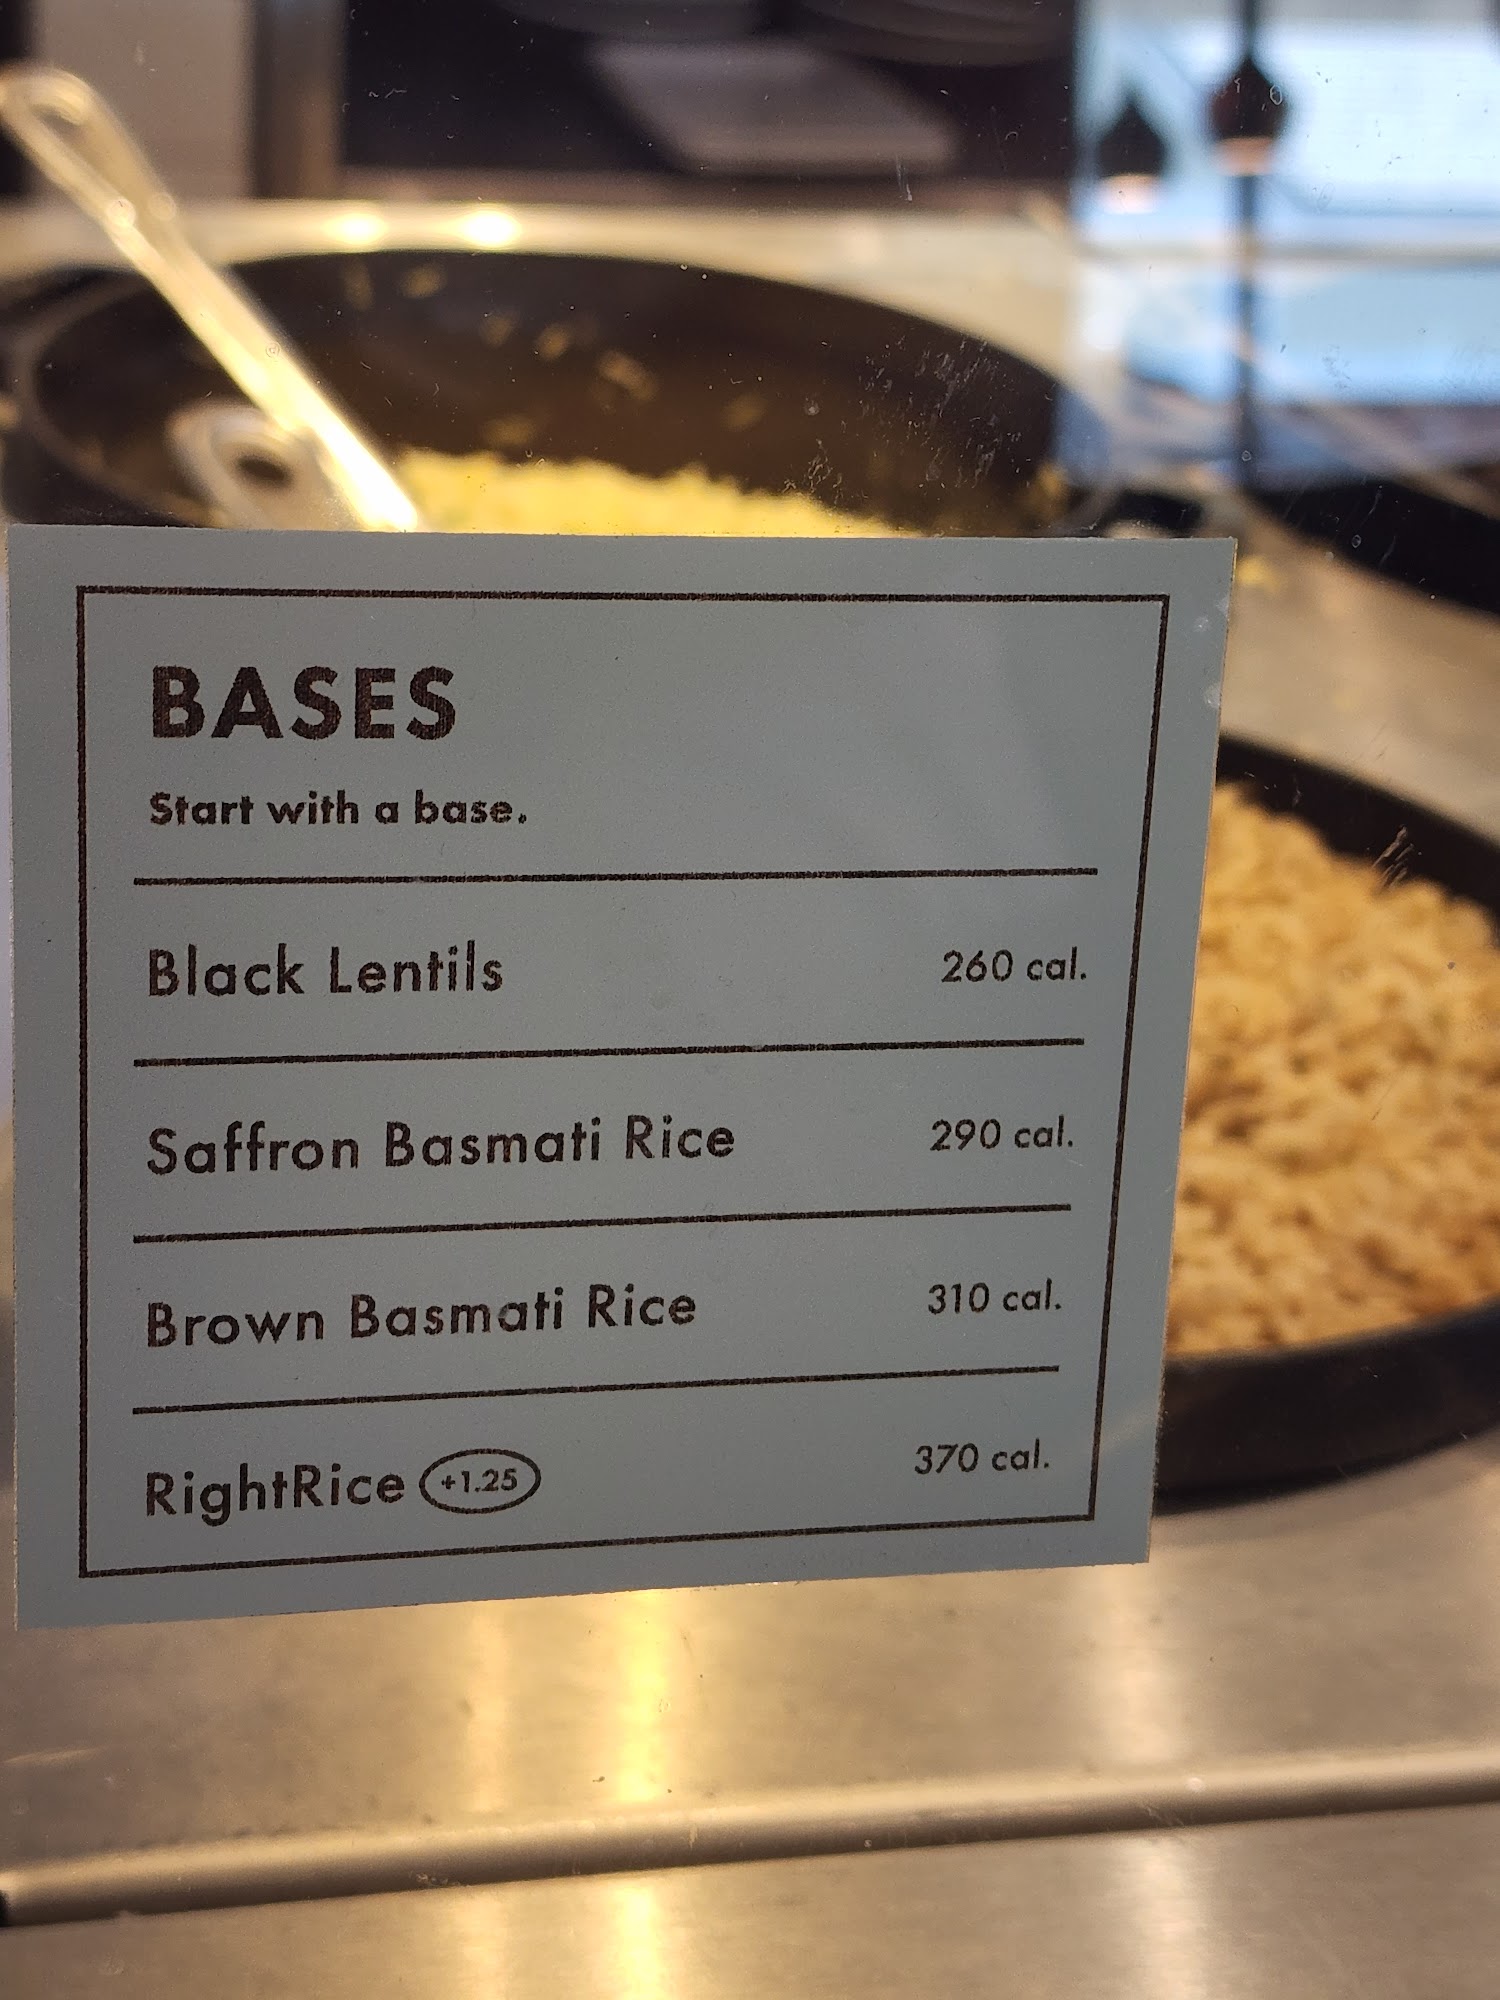 BASES
Start with a base.
Black Lentils 260 cal.
Saffron Basmati Rice 290 cal.
Brown Basmati Rice 310 cal.
RightRice +1.25 370 cal.